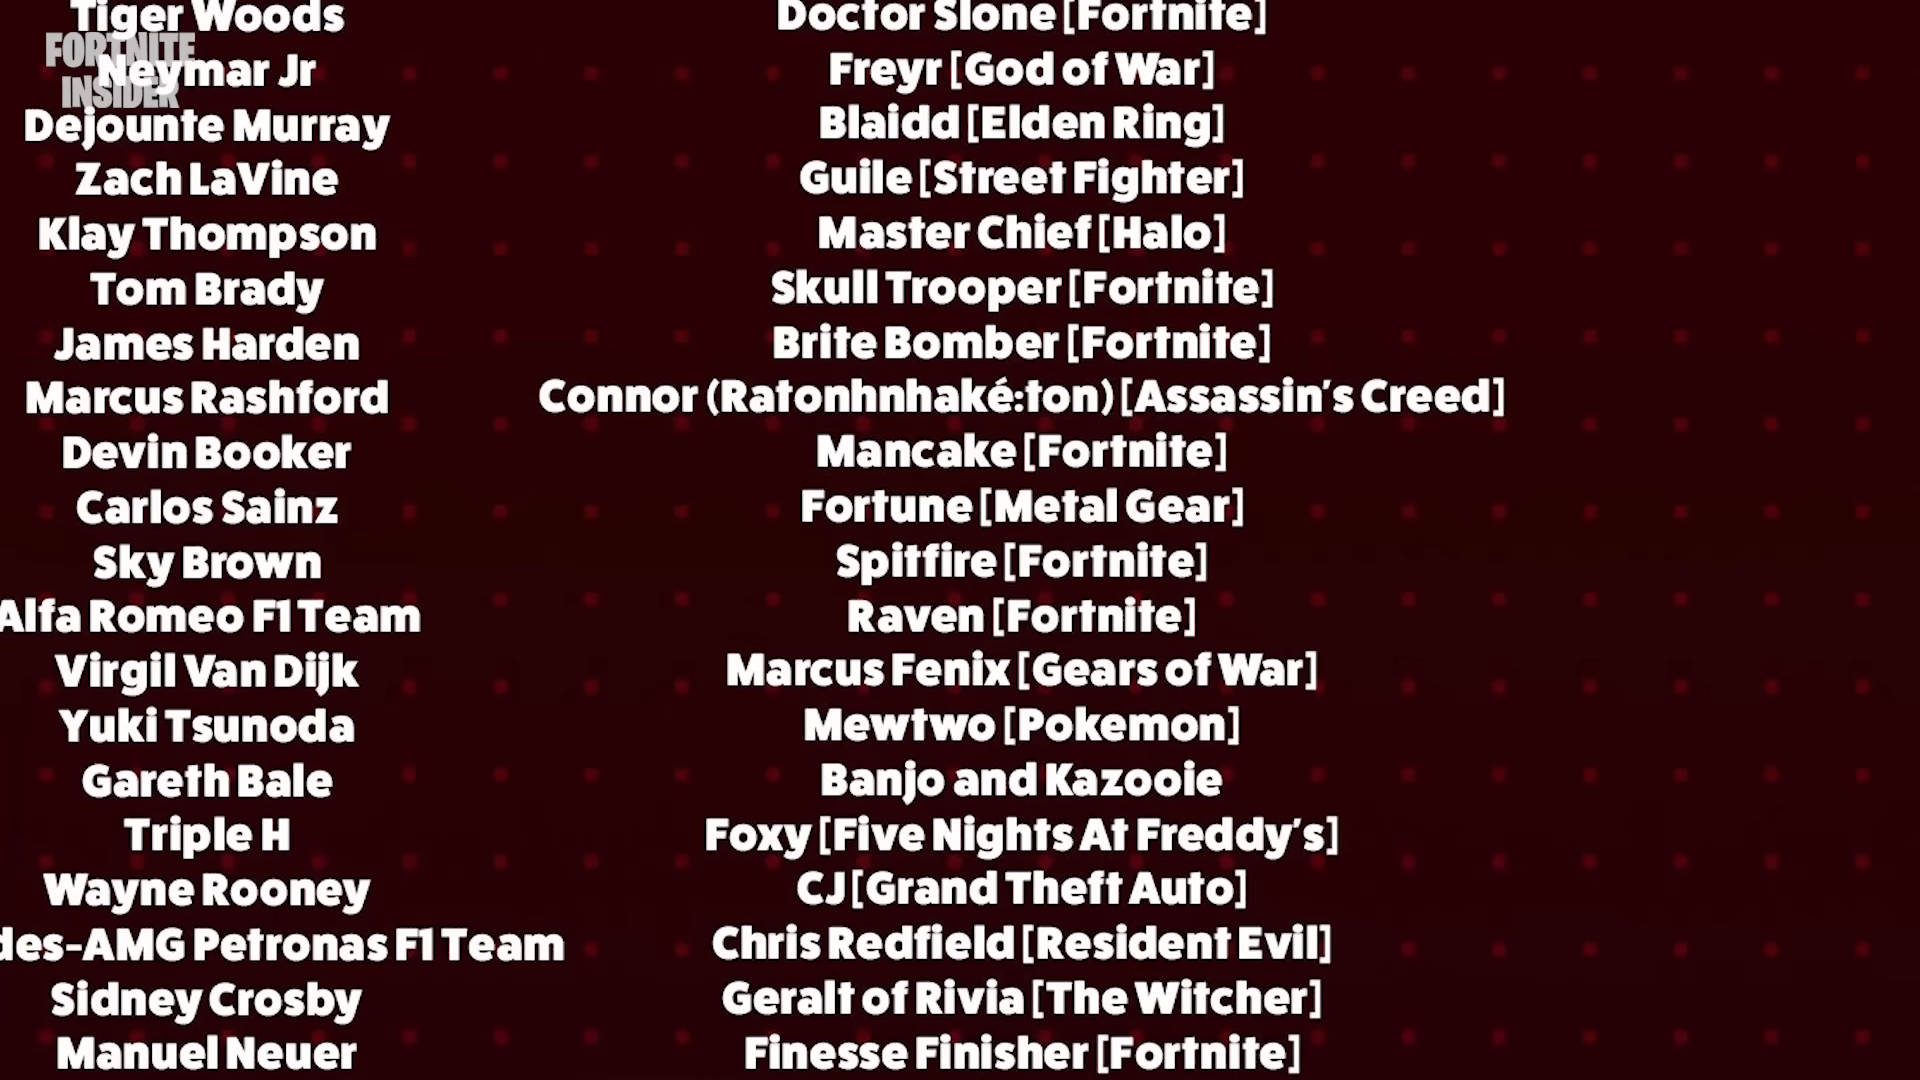 FORTNITE
INSIDER
Tiger Woods
Neymar Jr
Dejounte Murray
Zach LaVine
Klay Thompson
Tom Brady
James Harden
Marcus Rashford
Devin Booker
Carlos Sainz
Sky Brown
Alfa Romeo F1 Team
Virgil Van Dijk
Yuki Tsunoda
Gareth Bale
Triple H
Wayne Rooney
des-AMG Petronas F1 Team
Sidney Crosby
Manuel Neuer
Doctor Slone [Fortnite]
Freyr [God of War]
Blaidd [Elden Ring]
Guile [Street Fighter]
Master Chief [Halo]
Skull Trooper [Fortnite]
Brite Bomber [Fortnite]
Connor (Ratonhnhaké:ton) [Assassin's Creed]
Mancake [Fortnite]
Fortune [Metal Gear]
Spitfire [Fortnite]
Raven [Fortnite]
Marcus Fenix [Gears of War]
Mewtwo [Pokemon]
Banjo and Kazooie
Foxy [Five Nights At Freddy's]
CJ [Grand Theft Auto]
Chris Redfield [Resident Evil]
Geralt of Rivia [The Witcher]
Finesse Finisher [Fortnite]